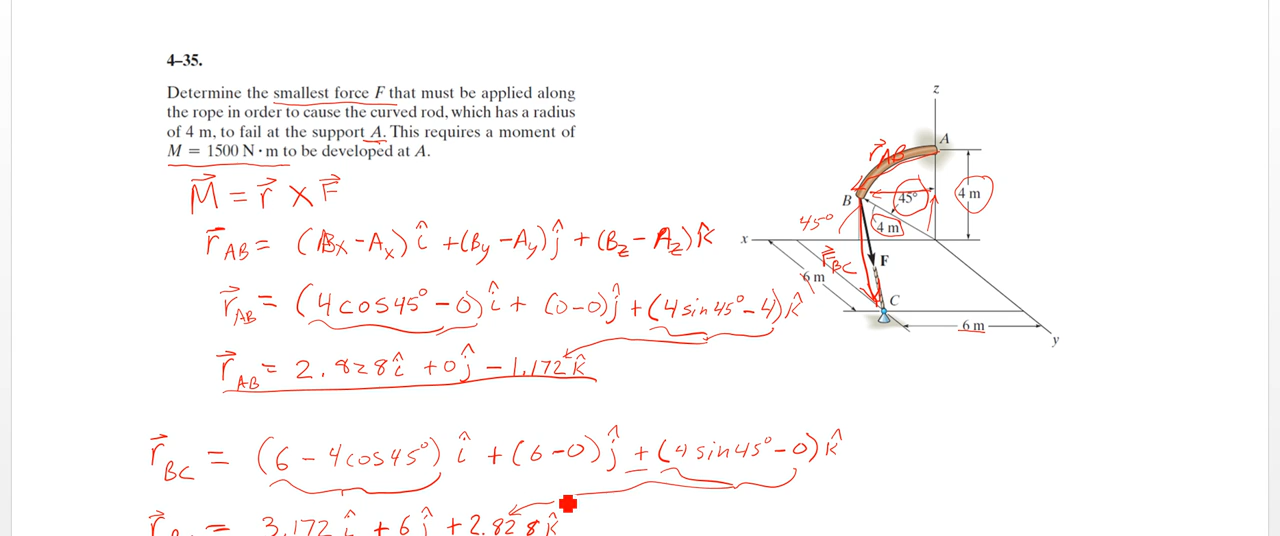 4–35.
Determine the smallest force F that must be applied along
the rope in order to cause the curved rod, which has a radius
of 4 m, to fail at the support A. This requires a moment of
M = 1500 N · m to be developed at A.
M⃗ = r⃗ × F⃗
r⃗AB = (Bx - Ax) î + (By - Ay) ĵ + (Bz - Az) k̂
r⃗AB = (4cos45° - 0) î + (0-0) ĵ + (4sin45° - 4) k̂
r⃗AB = 2.828 î + 0 ĵ - 1.172 k̂
r⃗BC = (6 - 4cos45°) î + (6-0) ĵ + (4sin45° - 0) k̂
= 3.172 î + 6 ĵ + 2.828 k̂
z
A
r⃗AB
B
45°
4 m
45°
4 m
x
F
r⃗BC
6 m
C
6 m
y